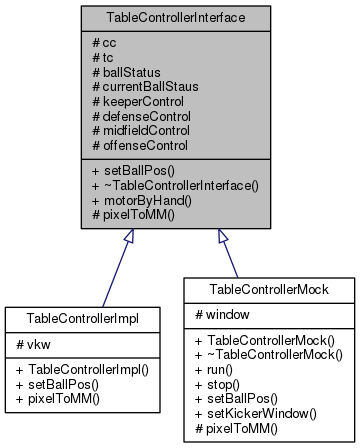 TableControllerInterface
# cc
# tc
# ballStatus
# currentBallStaus
# keeperControl
# defenseControl
# midfieldControl
# offenseControl
+ setBallPos()
+ ~TableControllerInterface()
+ motorByHand()
# pixelToMM()
TableControllerImpl
# vkw
+ TableControllerImpl()
+ setBallPos()
+ pixelToMM()
TableControllerMock
# window
+ TableControllerMock()
+ ~TableControllerMock()
+ run()
+ stop()
+ setBallPos()
+ setKickerWindow()
# pixelToMM()